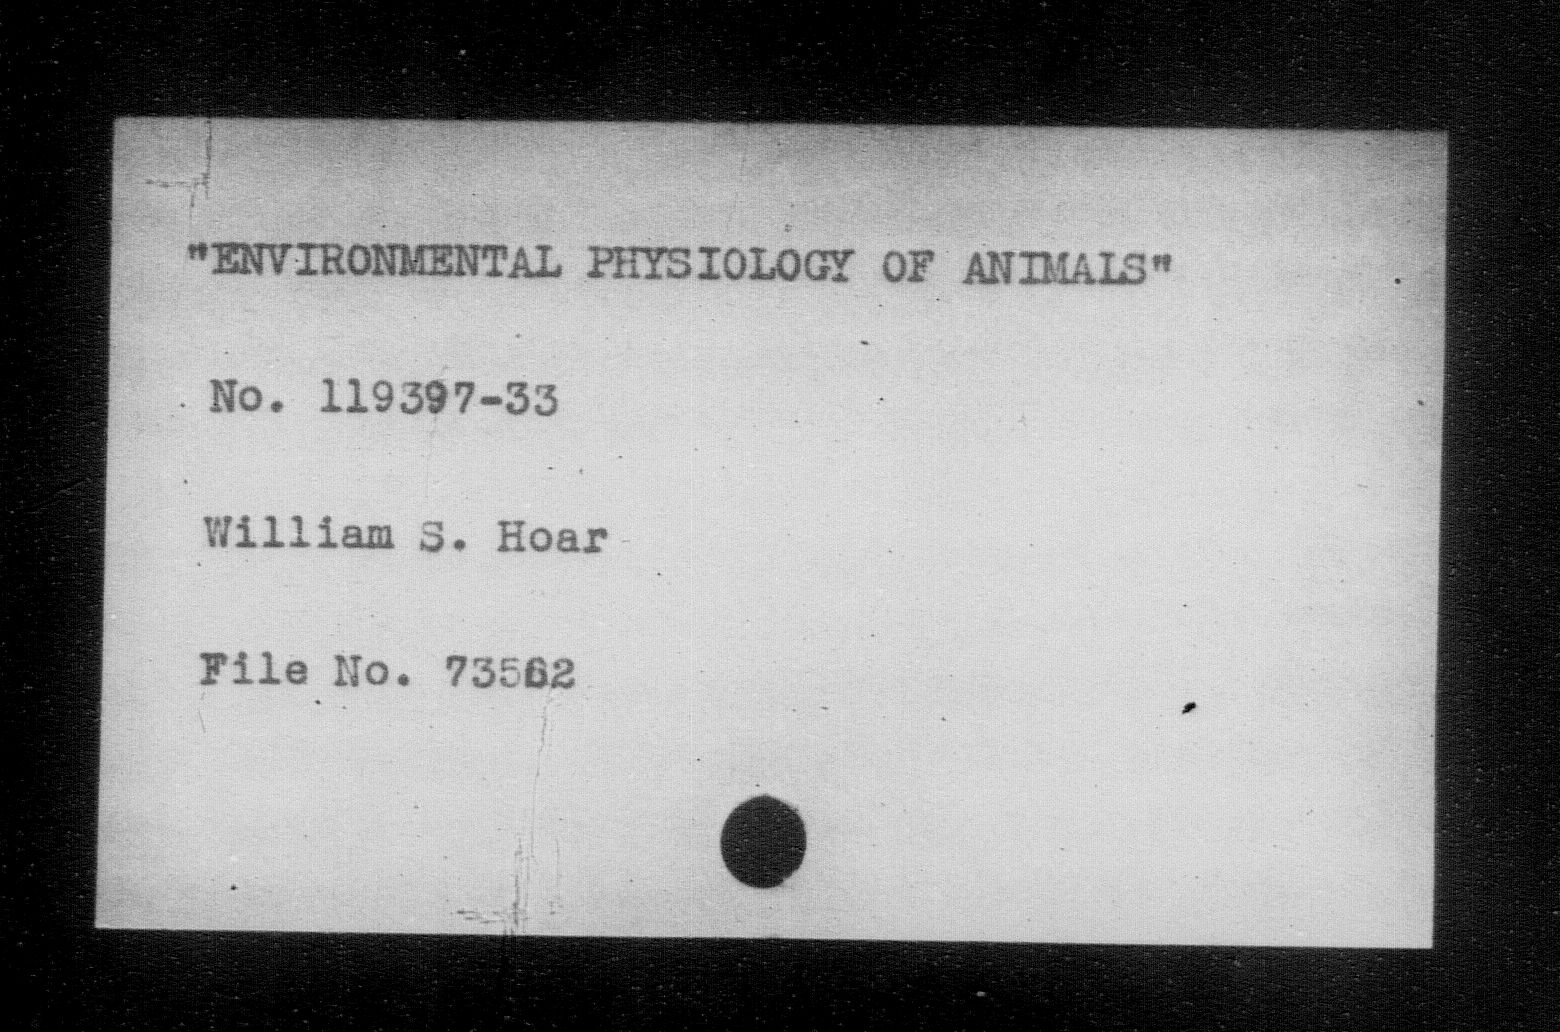 "ENVIRONMENTAL PHYSIOLOGY OF ANIMALS"
No. 119397-33
William S. Hoar
File No. 73562